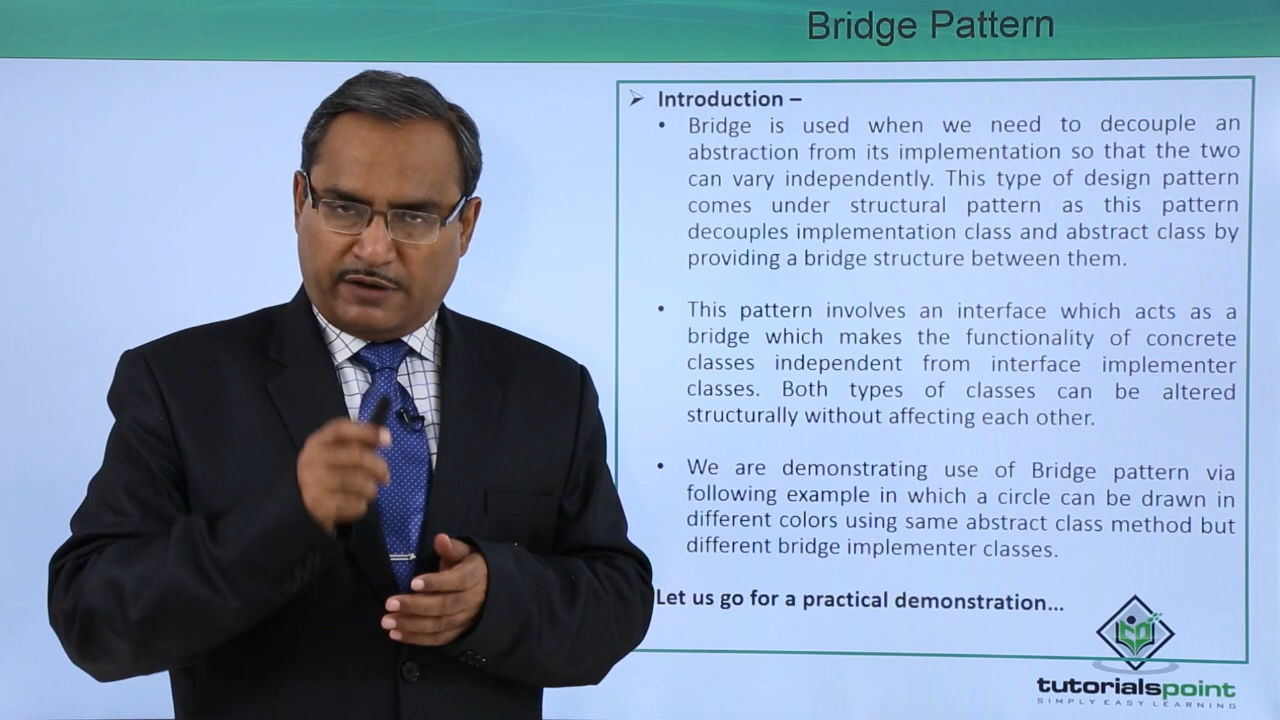 Bridge Pattern
➢ Introduction –
• Bridge is used when we need to decouple an
abstraction from its implementation so that the two
can vary independently. This type of design pattern
comes under structural pattern as this pattern
decouples implementation class and abstract class by
providing a bridge structure between them.
• This pattern involves an interface which acts as a
bridge which makes the functionality of concrete
classes independent from interface implementer
classes. Both types of classes can be altered
structurally without affecting each other.
• We are demonstrating use of Bridge pattern via
following example in which a circle can be drawn in
different colors using same abstract class method but
different bridge implementer classes.
Let us go for a practical demonstration...
tutorialspoint
SIMPLY EASY LEARNING